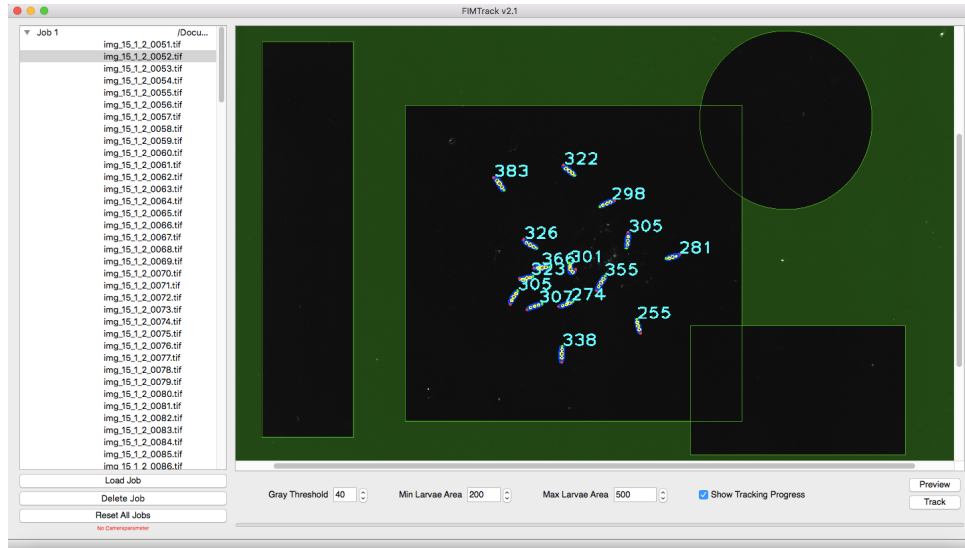 FIMTrack v2.1
Job 1 /Docu...
img_15_1_2_0051.tif
img_15_1_2_0052.tif
img_15_1_2_0053.tif
img_15_1_2_0054.tif
img_15_1_2_0055.tif
img_15_1_2_0056.tif
img_15_1_2_0057.tif
img_15_1_2_0058.tif
img_15_1_2_0059.tif
img_15_1_2_0060.tif
img_15_1_2_0061.tif
img_15_1_2_0062.tif
img_15_1_2_0063.tif
img_15_1_2_0064.tif
img_15_1_2_0065.tif
img_15_1_2_0066.tif
img_15_1_2_0067.tif
img_15_1_2_0068.tif
img_15_1_2_0069.tif
img_15_1_2_0070.tif
img_15_1_2_0071.tif
img_15_1_2_0072.tif
img_15_1_2_0073.tif
img_15_1_2_0074.tif
img_15_1_2_0075.tif
img_15_1_2_0076.tif
img_15_1_2_0077.tif
img_15_1_2_0078.tif
img_15_1_2_0079.tif
img_15_1_2_0080.tif
img_15_1_2_0081.tif
img_15_1_2_0082.tif
img_15_1_2_0083.tif
img_15_1_2_0084.tif
img_15_1_2_0085.tif
img_15_1_2_0086.tif
Load Job
Delete Job
Reset All Jobs
No Cameraparameter
322
383
298
305
326
281
366 301
323 355
305
307 274
255
338
Gray Threshold 40 Min Larvae Area 200 Max Larvae Area 500 Show Tracking Progress
Preview
Track